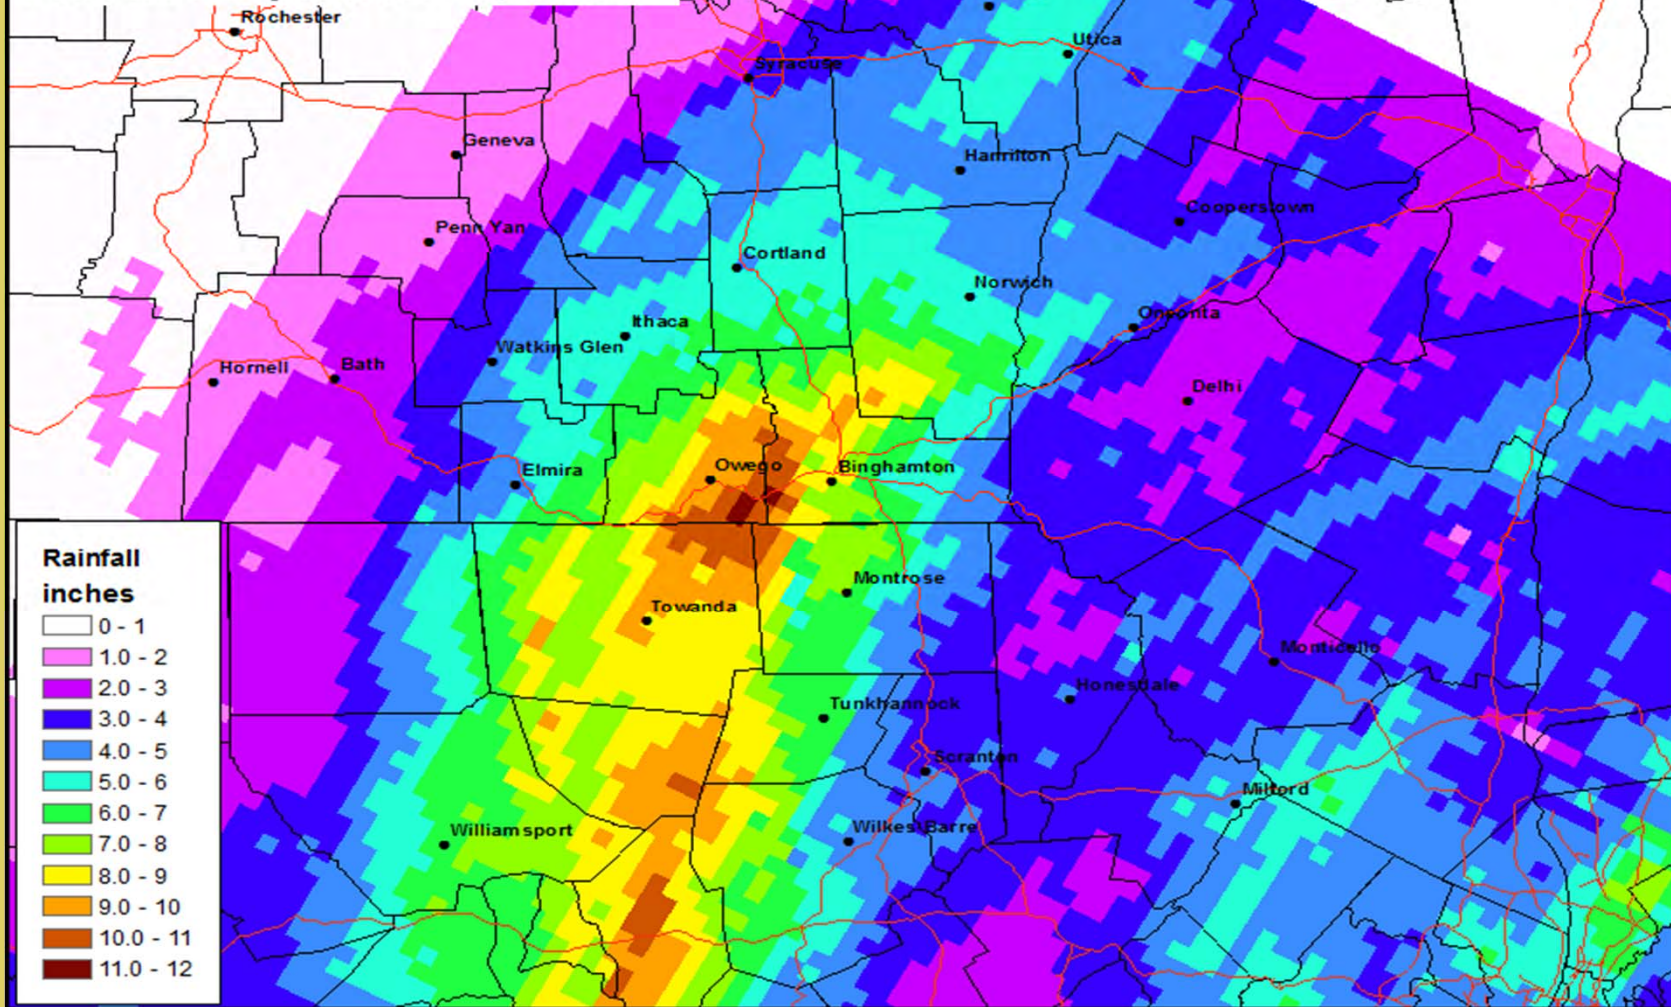 Rochester
Utica
Syracuse
Geneva
Hamilton
Cooperstown
Penn Yan
Cortland
Norwich
Oneonta
Ithaca
Watkins Glen
Hornell
Bath
Delhi
Elmira
Owego
Binghamton
Montrose
Towanda
Monticello
Honesdale
Tunkhannock
Scranton
Milford
Williamsport
Wilkes Barre
Rainfall
inches
0 - 1
1.0 - 2
2.0 - 3
3.0 - 4
4.0 - 5
5.0 - 6
6.0 - 7
7.0 - 8
8.0 - 9
9.0 - 10
10.0 - 11
11.0 - 12